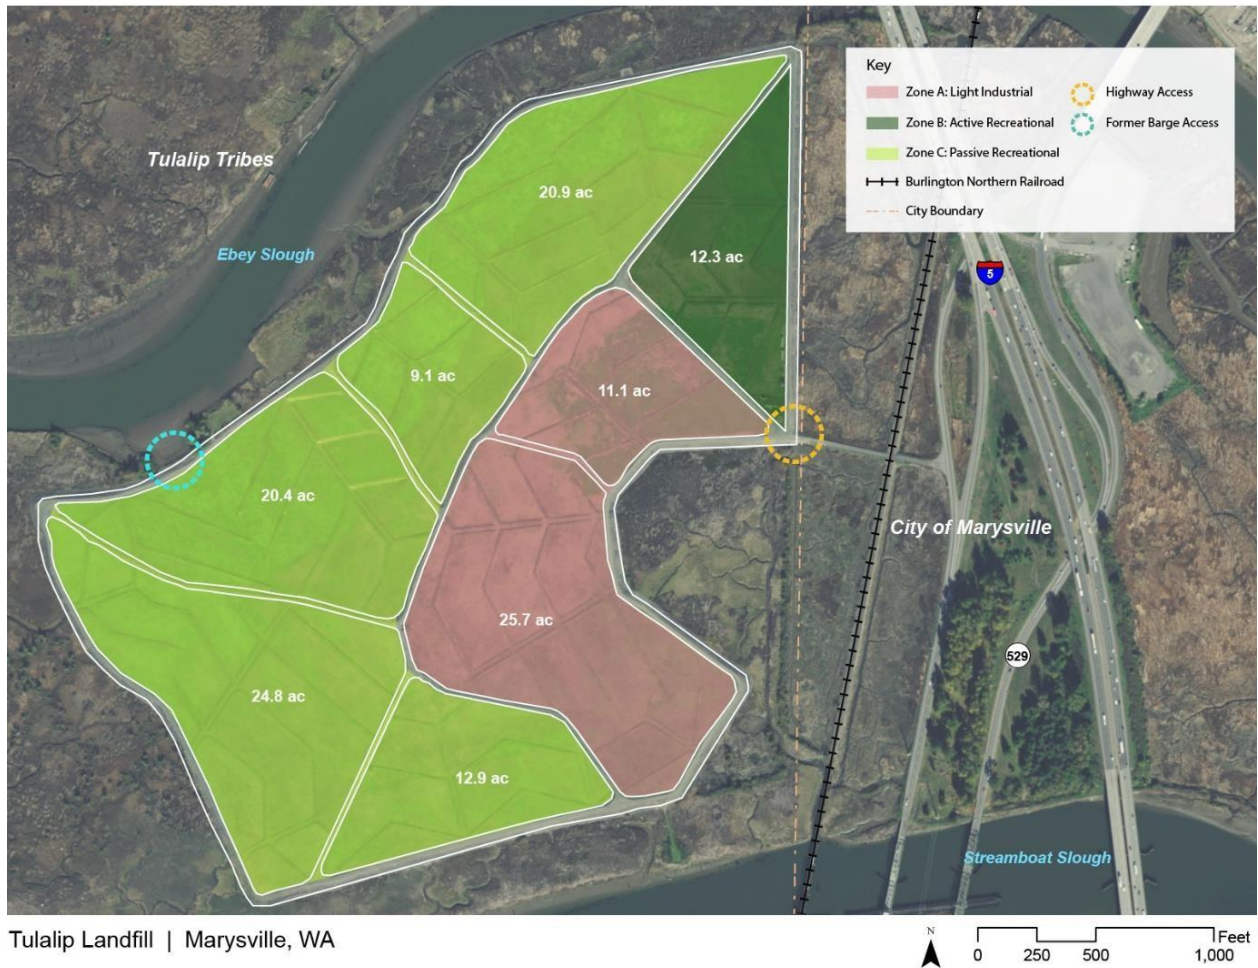 Key
Zone A: Light Industrial
Highway Access
Zone B: Active Recreational
Former Barge Access
Zone C: Passive Recreational
Burlington Northern Railroad
City Boundary
Tulalip Tribes
20.9 ac
Ebey Slough
12.3 ac
5
9.1 ac
11.1 ac
20.4 ac
City of Marysville
25.7 ac
529
24.8 ac
12.9 ac
Streamboat Slough
Tulalip Landfill | Marysville, WA
N
Feet
0 250 500 1,000